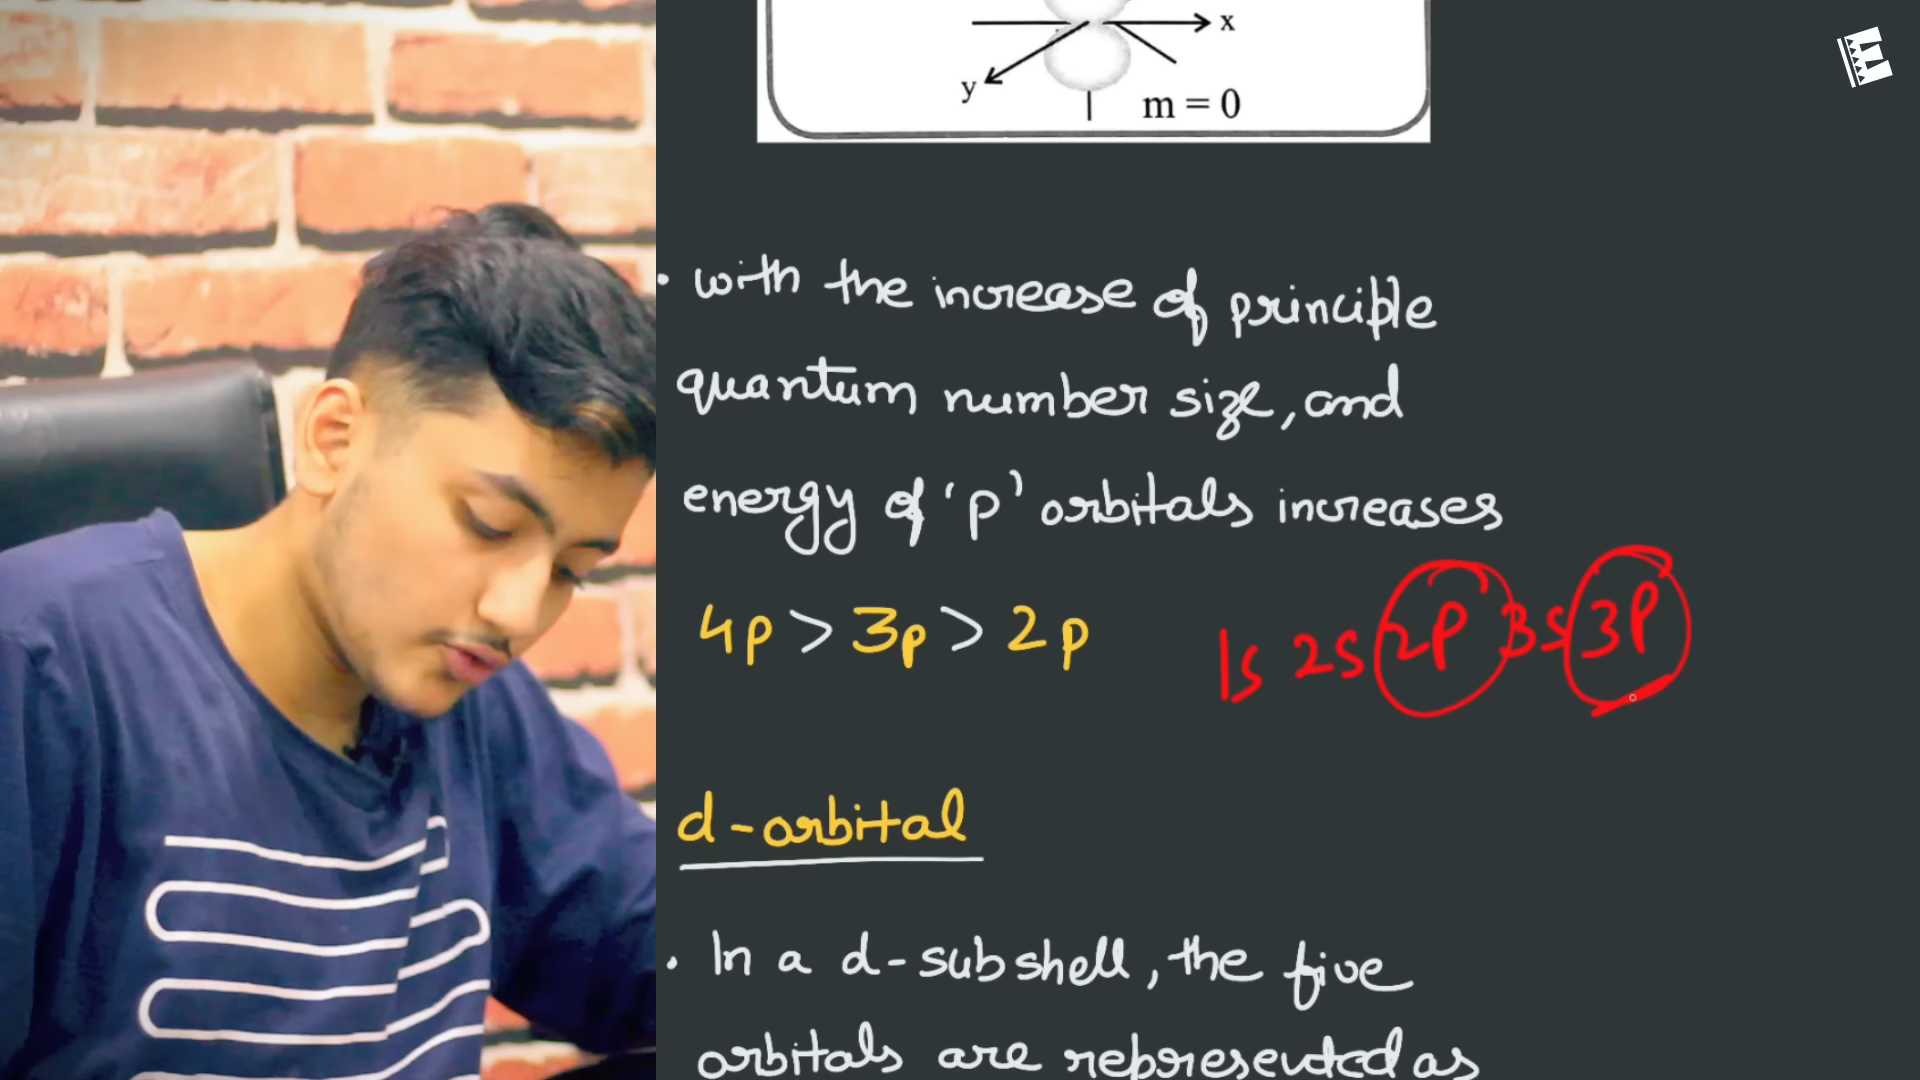 x
y
m = 0
• with the increase of principle
quantum number size, and
energy of 'p' orbitals increases
4p > 3p > 2p
1s 2s 2p 3s 3p
d-orbital
• In a d-subshell, the five
orbitals are represented as
E